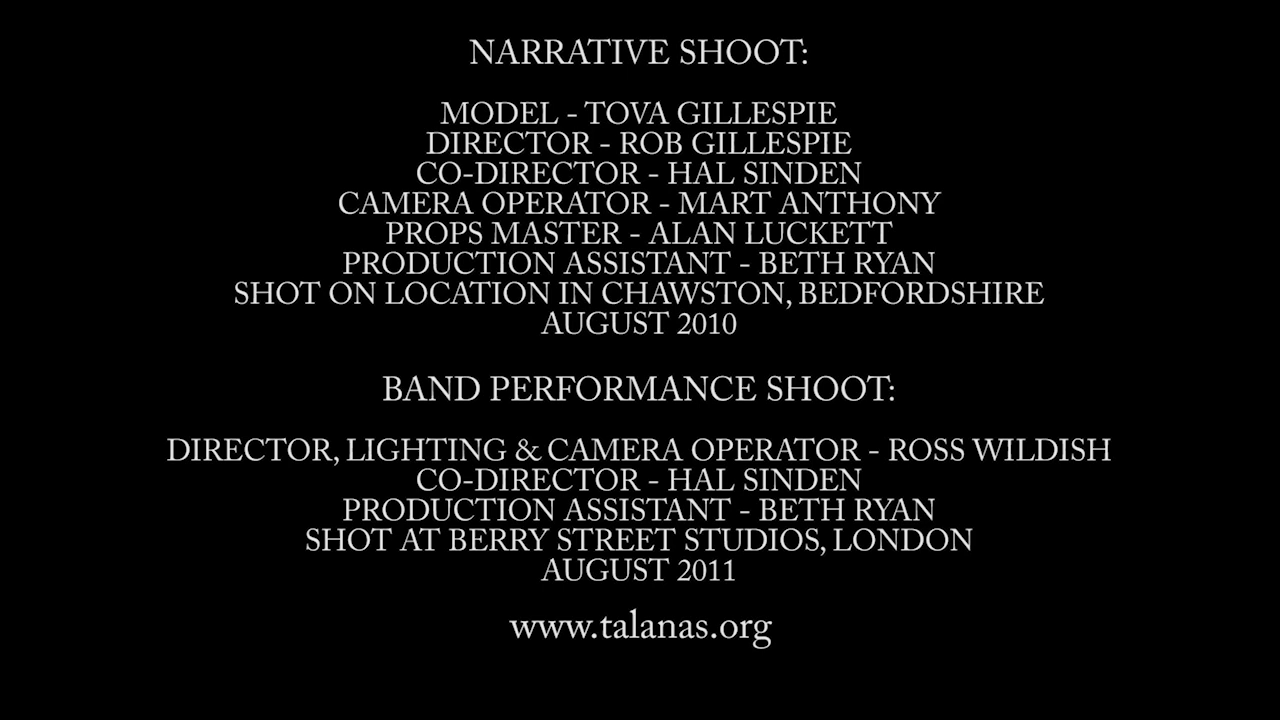 NARRATIVE SHOOT:
MODEL - TOVA GILLESPIE
DIRECTOR - ROB GILLESPIE
CO-DIRECTOR - HAL SINDEN
CAMERA OPERATOR - MART ANTHONY
PROPS MASTER - ALAN LUCKETT
PRODUCTION ASSISTANT - BETH RYAN
SHOT ON LOCATION IN CHAWSTON, BEDFORDSHIRE
AUGUST 2010
BAND PERFORMANCE SHOOT:
DIRECTOR, LIGHTING & CAMERA OPERATOR - ROSS WILDISH
CO-DIRECTOR - HAL SINDEN
PRODUCTION ASSISTANT - BETH RYAN
SHOT AT BERRY STREET STUDIOS, LONDON
AUGUST 2011
www.talanas.org